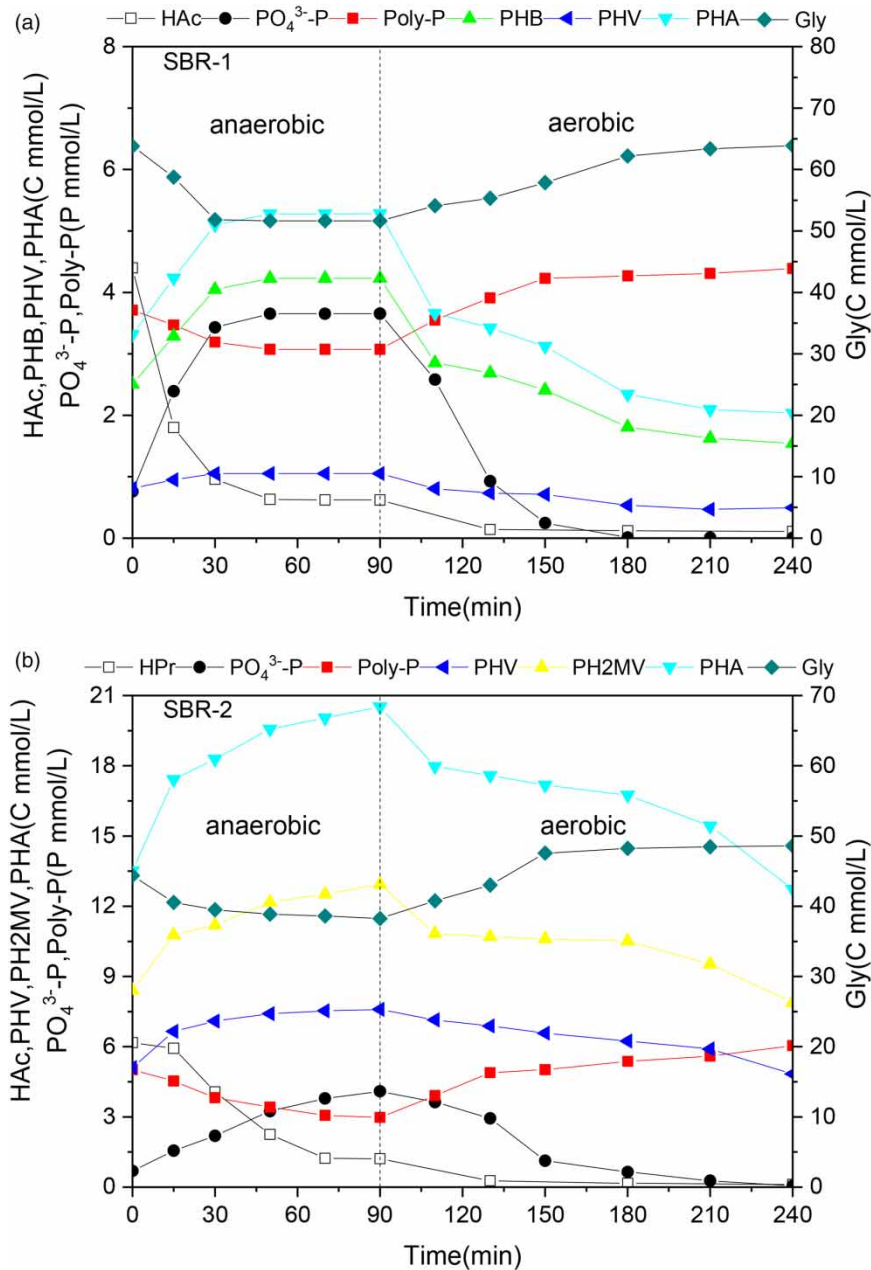 (a)
HAc PO₄³⁻-P Poly-P PHB PHV PHA Gly
SBR-1
anaerobic aerobic
HAc,PHB,PHV,PHA(C mmol/L)
PO₄³⁻-P,Poly-P(P mmol/L)
8
6
4
2
0
80
70
60
50
40
30
20
10
0
Gly(C mmol/L)
0 30 60 90 120 150 180 210 240
Time(min)
(b)
HPr PO₄³⁻-P Poly-P PHV PH2MV PHA Gly
SBR-2
anaerobic aerobic
HAc,PHV,PH2MV,PHA(C mmol/L)
PO₄³⁻-P,Poly-P(P mmol/L)
21
18
15
12
9
6
3
0
70
60
50
40
30
20
10
0
Gly(C mmol/L)
0 30 60 90 120 150 180 210 240
Time(min)